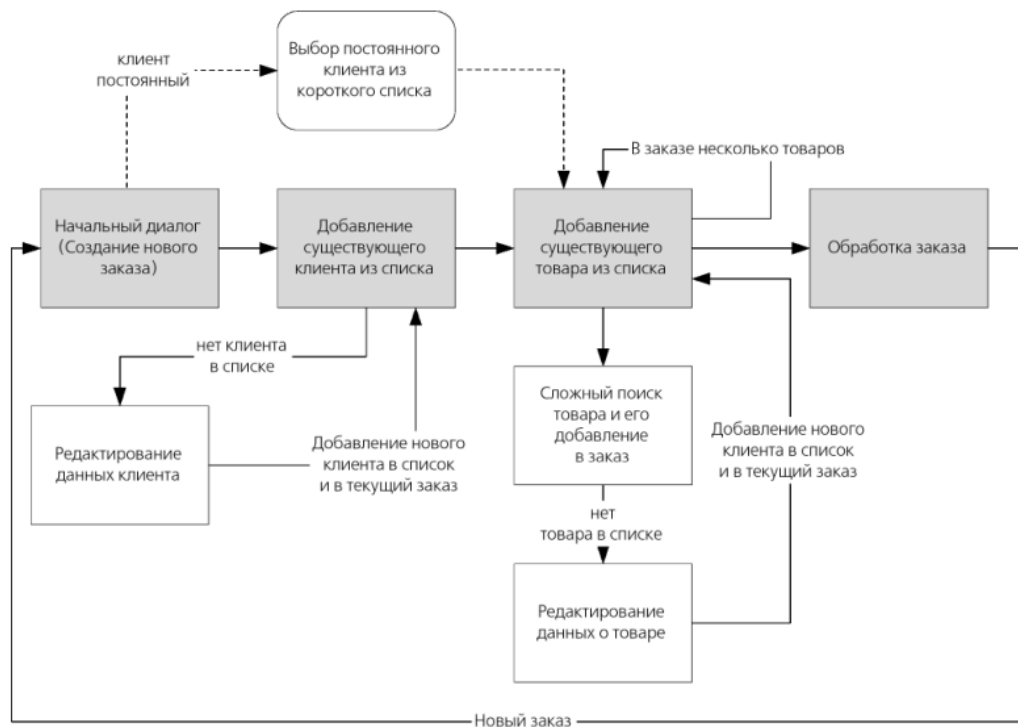 клиент
постоянный
Выбор постоянного
клиента из
короткого списка
В заказе несколько товаров
Начальный диалог
(Создание нового
заказа)
Добавление
существующего
клиента из списка
Добавление
существующего
товара из списка
Обработка заказа
нет клиента
в списке
Редактирование
данных клиента
Добавление нового
клиента в список
и в текущий заказ
Сложный поиск
товара и его
добавление
в заказ
Добавление нового
клиента в список
и в текущий заказ
нет
товара в списке
Редактирование
данных о товаре
Новый заказ